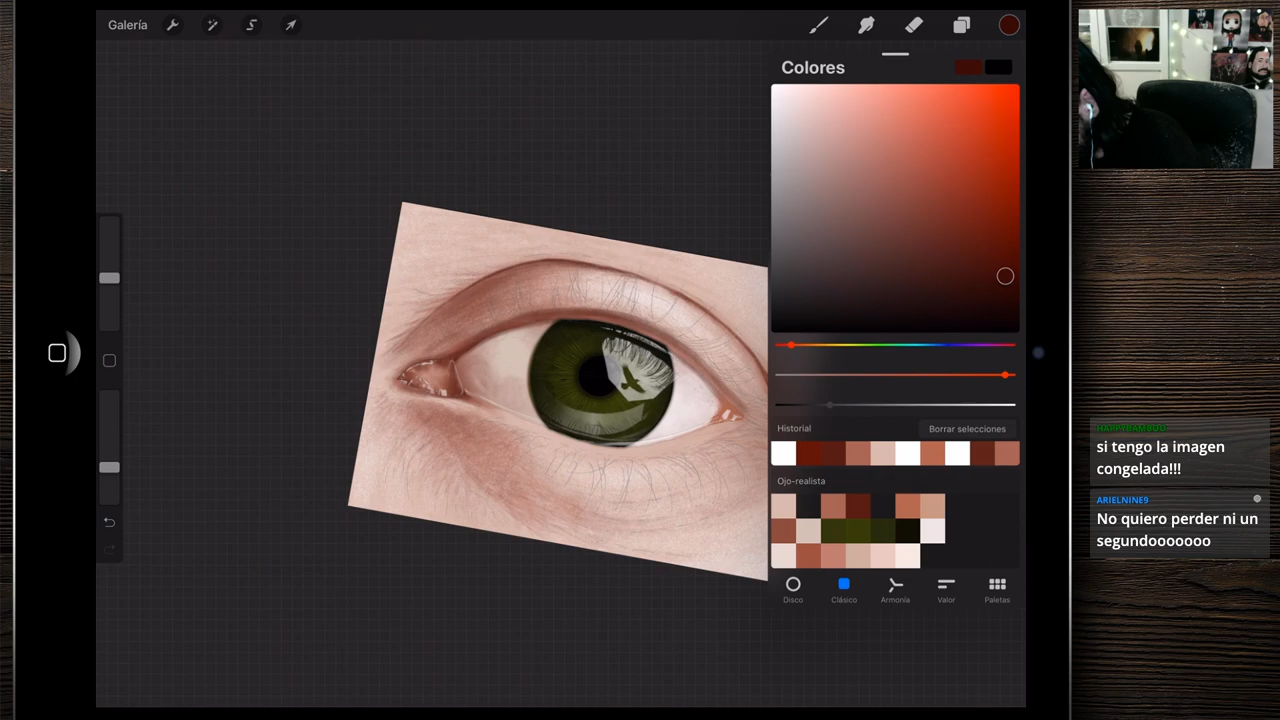 Galería
Colores
Historial
Borrar selecciones
Ojo-realista
Disco
Clásico
Armonía
Valor
Paletas
HAPPYBAMBOO
si tengo la imagen
congelada!!!
ARIELNINE9
No quiero perder ni un
segundooooooo